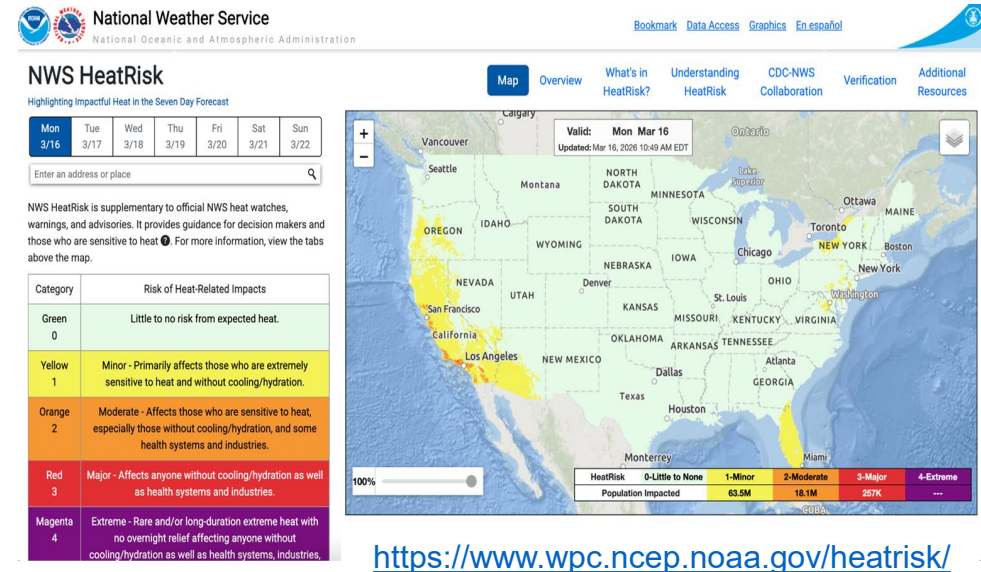 National Weather Service
National Oceanic and Atmospheric Administration
Bookmark Data Access Graphics En español
NWS HeatRisk
Highlighting Impactful Heat in the Seven Day Forecast
Map
Overview
What's in
HeatRisk?
Understanding
HeatRisk
CDC-NWS
Collaboration
Verification
Additional
Resources
Mon Tue Wed Thu Fri Sat Sun
3/16 3/17 3/18 3/19 3/20 3/21 3/22
Enter an address or place
NWS HeatRisk is supplementary to official NWS heat watches,
warnings, and advisories. It provides guidance for decision makers and
those who are sensitive to heat ?. For more information, view the tabs
above the map.
Category Risk of Heat-Related Impacts
Green
0
Little to no risk from expected heat.
Yellow
1
Minor - Primarily affects those who are extremely
sensitive to heat and without cooling/hydration.
Orange
2
Moderate - Affects those who are sensitive to heat,
especially those without cooling/hydration, and some
health systems and industries.
Red
3
Major - Affects anyone without cooling/hydration as well
as health systems and industries.
Magenta
4
Extreme - Rare and/or long-duration extreme heat with
no overnight relief affecting anyone without
cooling/hydration as well as health systems, industries,
+
−
Valid: Mon Mar 16
Updated: Mar 16, 2026 10:49 AM EDT
Calgary
Vancouver
Ontario
Seattle
Lake
Superior
Montana
NORTH
DAKOTA
MINNESOTA
Ottawa
MAINE
SOUTH
DAKOTA
WISCONSIN
Toronto
OREGON
IDAHO
WYOMING
NEW YORK
Boston
Chicago
IOWA
NEBRASKA
New York
NEVADA
UTAH
Denver
OHIO
Washington
St. Louis
San Francisco
KANSAS
MISSOURI
KENTUCKY
VIRGINIA
California
OKLAHOMA
ARKANSAS
TENNESSEE
Los Angeles
NEW MEXICO
Atlanta
Dallas
GEORGIA
Texas
Houston
Monterrey
Miami
CUBA
100%
HeatRisk 0-Little to None 1-Minor 2-Moderate 3-Major 4-Extreme
Population Impacted 63.5M 18.1M 257K ---
https://www.wpc.ncep.noaa.gov/heatrisk/